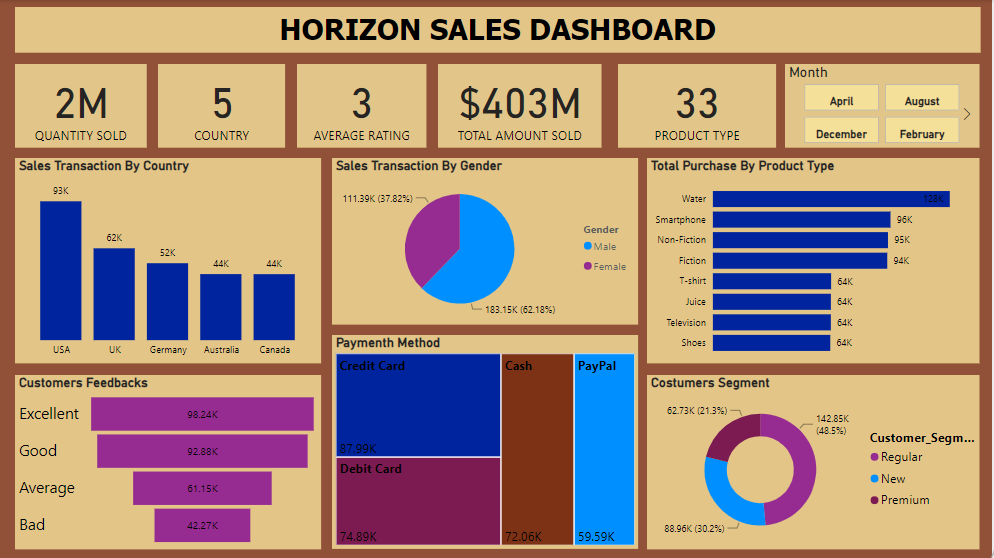 HORIZON SALES DASHBOARD
2M
QUANTITY SOLD
5
COUNTRY
3
AVERAGE RATING
$403M
TOTAL AMOUNT SOLD
33
PRODUCT TYPE
Month
April
August
December
February
Sales Transaction By Country
93K
62K
52K
44K
44K
USA
UK
Germany
Australia
Canada
Sales Transaction By Gender
111.39K (37.82%)
183.15K (62.18%)
Gender
Male
Female
Total Purchase By Product Type
Water 128K
Smartphone 96K
Non-Fiction 95K
Fiction 94K
T-shirt 64K
Juice 64K
Television 64K
Shoes 64K
Customers Feedbacks
Excellent 98.24K
Good 92.88K
Average 61.15K
Bad 42.27K
Paymenth Method
Credit Card
87.99K
Debit Card
74.89K
Cash
72.06K
PayPal
59.59K
Costumers Segment
62.73K (21.3%)
142.85K
(48.5%)
88.96K (30.2%)
Customer_Segm...
Regular
New
Premium